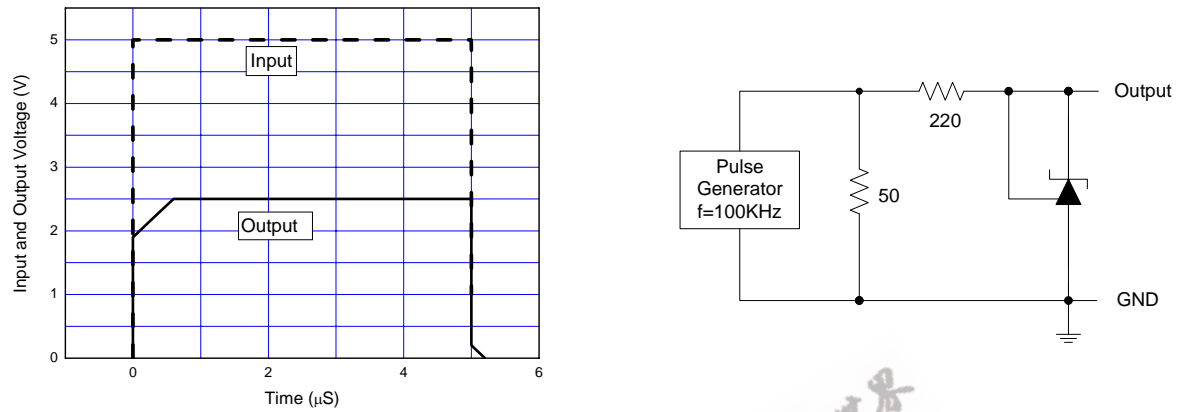 Input and Output Voltage (V)
5
4
3
2
1
0
Input
Output
0
2
4
6
Time (μS)
Pulse
Generator
f=100KHz
50
220
Output
GND